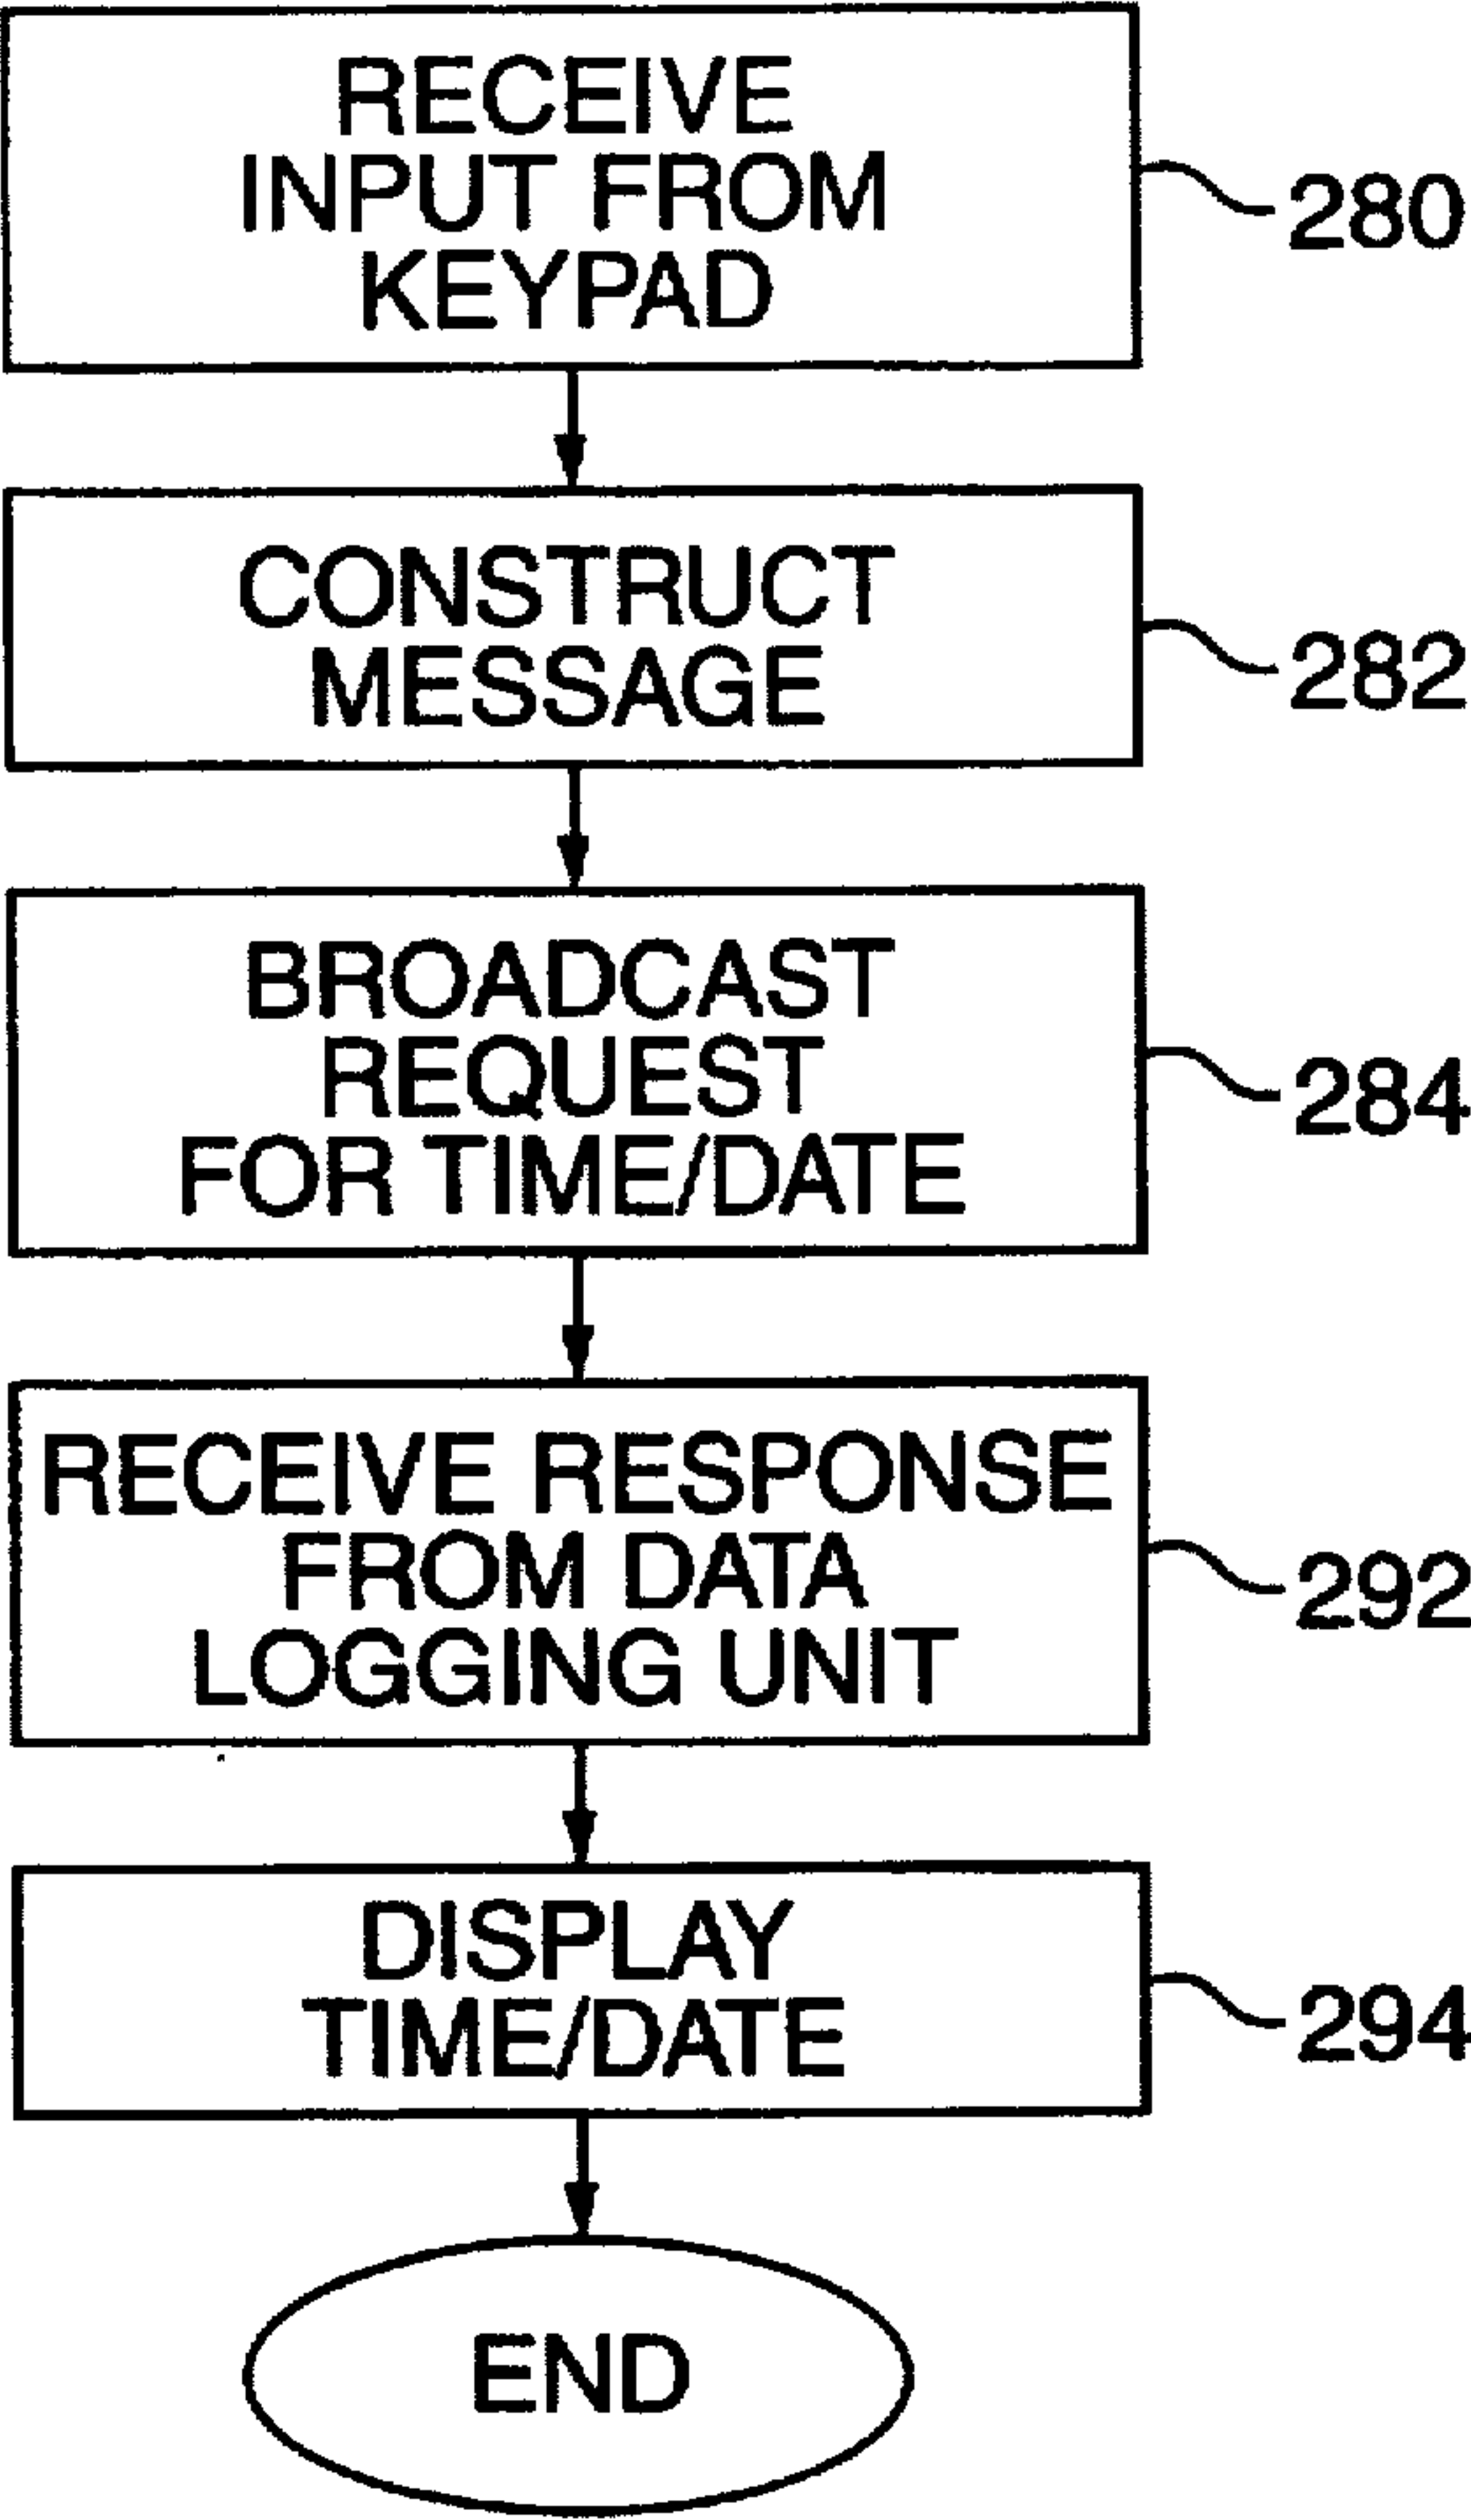 RECEIVE
INPUT FROM
KEYPAD
280
CONSTRUCT
MESSAGE
282
BROADCAST
REQUEST
FOR TIME/DATE
284
RECEIVE RESPONSE
FROM DATA
LOGGING UNIT
292
DISPLAY
TIME/DATE
294
END